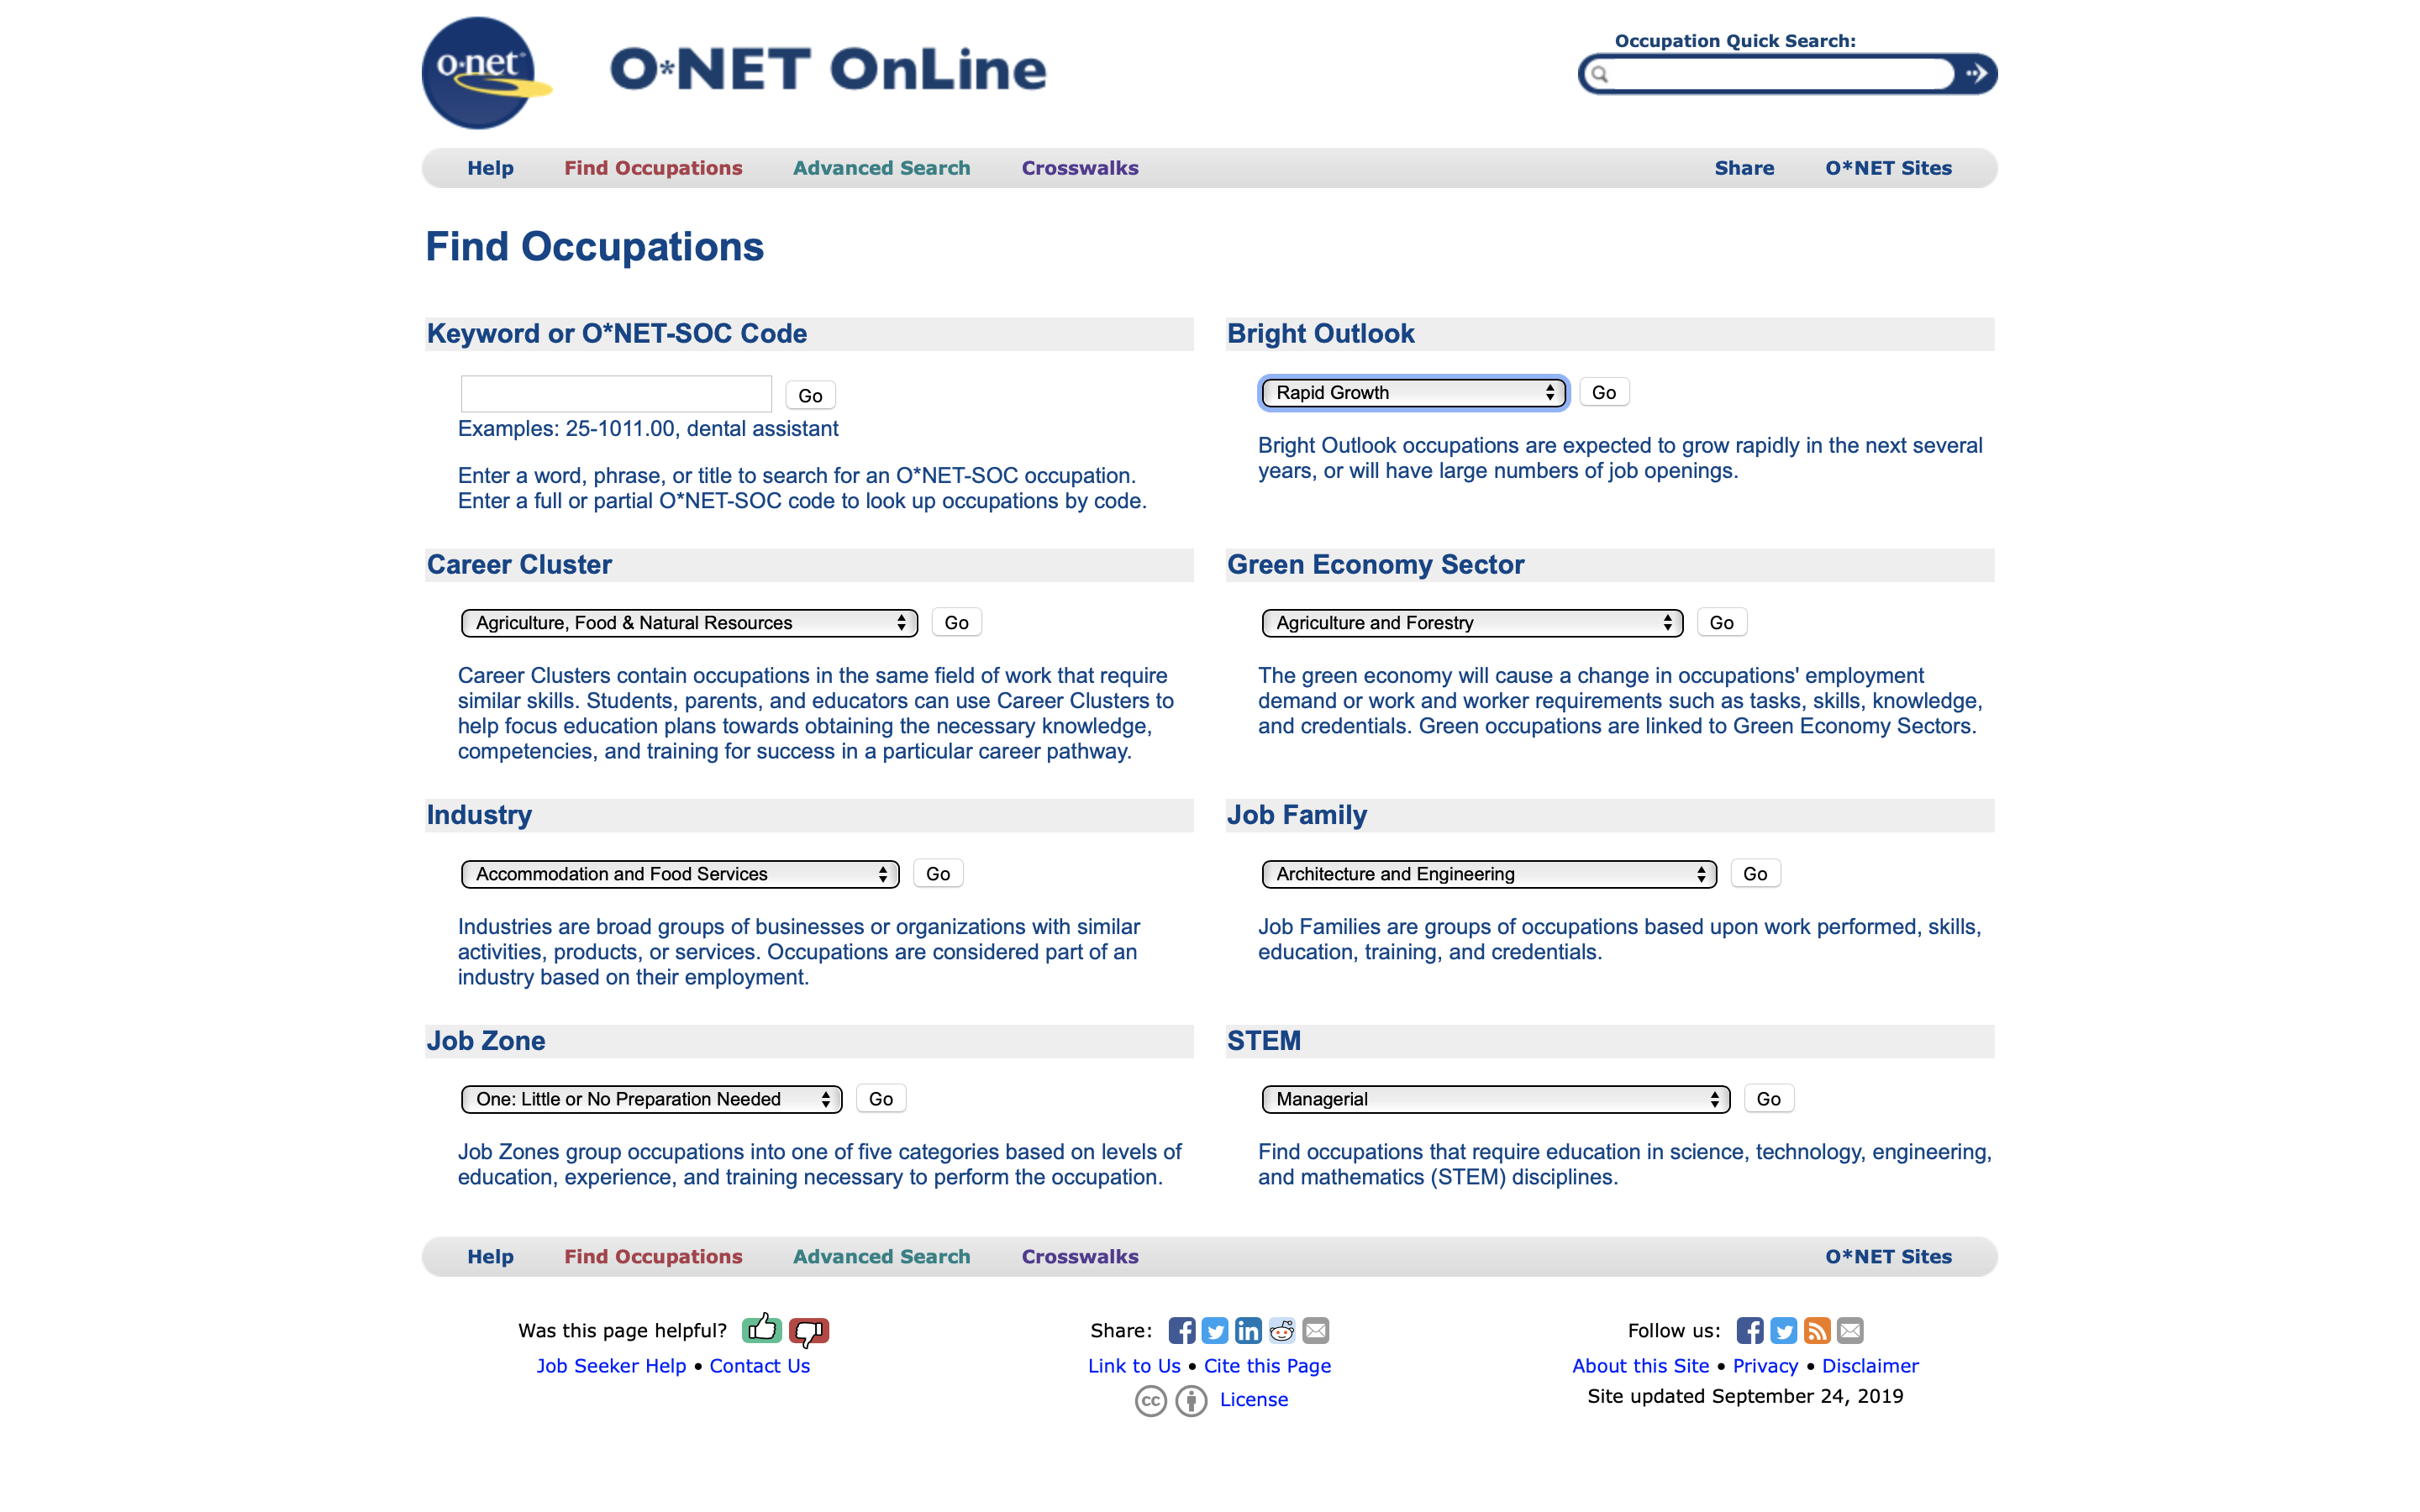 o·net
O*NET OnLine
Occupation Quick Search:
Help Find Occupations Advanced Search Crosswalks Share O*NET Sites
Find Occupations
Keyword or O*NET-SOC Code
Go
Examples: 25-1011.00, dental assistant
Enter a word, phrase, or title to search for an O*NET-SOC occupation.
Enter a full or partial O*NET-SOC code to look up occupations by code.
Bright Outlook
Rapid Growth Go
Bright Outlook occupations are expected to grow rapidly in the next several
years, or will have large numbers of job openings.
Career Cluster
Agriculture, Food & Natural Resources Go
Career Clusters contain occupations in the same field of work that require
similar skills. Students, parents, and educators can use Career Clusters to
help focus education plans towards obtaining the necessary knowledge,
competencies, and training for success in a particular career pathway.
Green Economy Sector
Agriculture and Forestry Go
The green economy will cause a change in occupations' employment
demand or work and worker requirements such as tasks, skills, knowledge,
and credentials. Green occupations are linked to Green Economy Sectors.
Industry
Accommodation and Food Services Go
Industries are broad groups of businesses or organizations with similar
activities, products, or services. Occupations are considered part of an
industry based on their employment.
Job Family
Architecture and Engineering Go
Job Families are groups of occupations based upon work performed, skills,
education, training, and credentials.
Job Zone
One: Little or No Preparation Needed Go
Job Zones group occupations into one of five categories based on levels of
education, experience, and training necessary to perform the occupation.
STEM
Managerial Go
Find occupations that require education in science, technology, engineering,
and mathematics (STEM) disciplines.
Help Find Occupations Advanced Search Crosswalks O*NET Sites
Was this page helpful?
Job Seeker Help • Contact Us
Share:
Link to Us • Cite this Page
cc License
Follow us:
About this Site • Privacy • Disclaimer
Site updated September 24, 2019